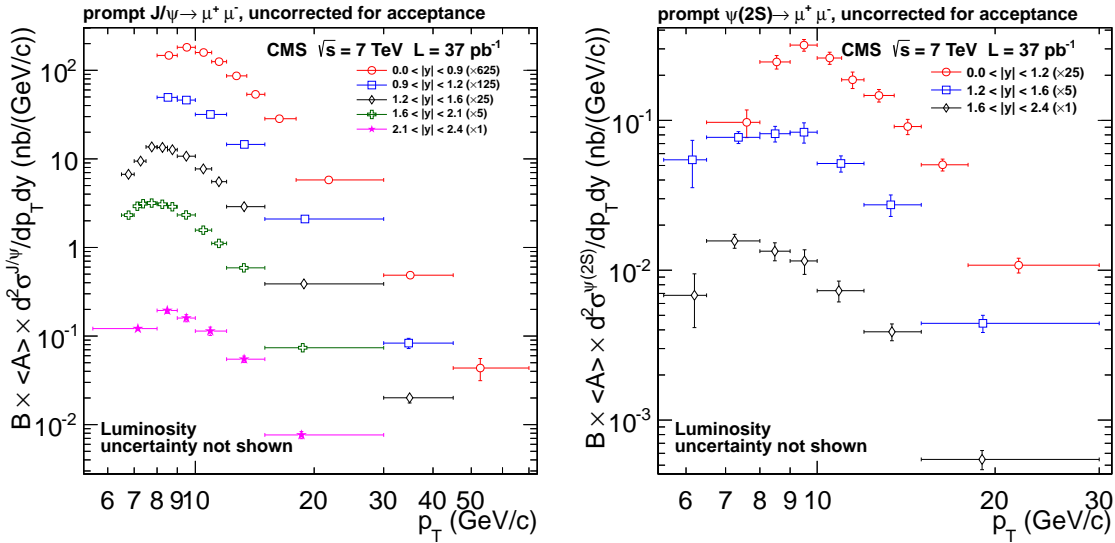 prompt J/ψ→ μ⁺ μ⁻, uncorrected for acceptance
B × <A> × d²σ^J/ψ/dp_T dy (nb/(GeV/c))
CMS √s = 7 TeV L = 37 pb⁻¹
0.0 < |y| < 0.9 (×625)
0.9 < |y| < 1.2 (×125)
1.2 < |y| < 1.6 (×25)
1.6 < |y| < 2.1 (×5)
2.1 < |y| < 2.4 (×1)
10²
10
1
10⁻¹
10⁻²
Luminosity
uncertainty not shown
6 7 8 9 10 20 30 40 50
p_T (GeV/c)
prompt ψ(2S)→ μ⁺ μ⁻, uncorrected for acceptance
B × <A> × d²σ^ψ(2S)/dp_T dy (nb/(GeV/c))
CMS √s = 7 TeV L = 37 pb⁻¹
0.0 < |y| < 1.2 (×25)
1.2 < |y| < 1.6 (×5)
1.6 < |y| < 2.4 (×1)
10⁻¹
10⁻²
10⁻³
Luminosity
uncertainty not shown
6 7 8 9 10 20 30
p_T (GeV/c)